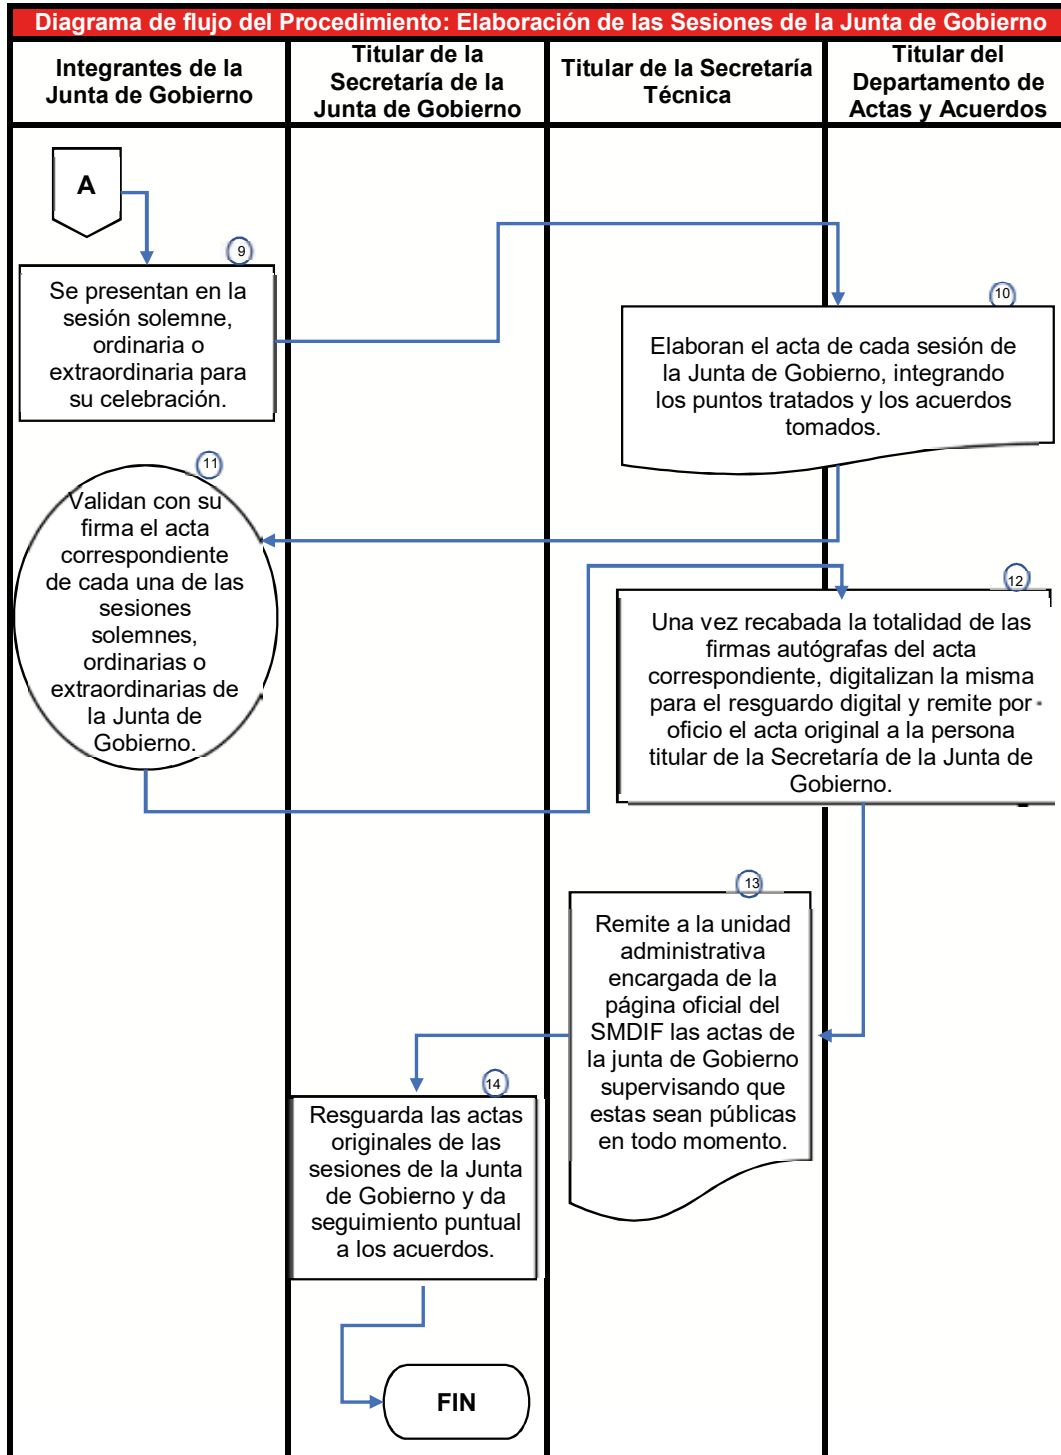 Diagrama de flujo del Procedimiento: Elaboración de las Sesiones de la Junta de Gobierno
Integrantes de la
Junta de Gobierno
Titular de la
Secretaría de la
Junta de Gobierno
Titular de la Secretaría
Técnica
Titular del
Departamento de
Actas y Acuerdos
A
9
Se presentan en la
sesión solemne,
ordinaria o
extraordinaria para
su celebración.
10
Elaboran el acta de cada sesión de
la Junta de Gobierno, integrando
los puntos tratados y los acuerdos
tomados.
11
Validan con su
firma el acta
correspondiente
de cada una de las
sesiones
solemnes,
ordinarias o
extraordinarias de
la Junta de
Gobierno.
12
Una vez recabada la totalidad de las
firmas autógrafas del acta
correspondiente, digitalizan la misma
para el resguardo digital y remite por
oficio el acta original a la persona
titular de la Secretaría de la Junta de
Gobierno.
13
Remite a la unidad
administrativa
encargada de la
página oficial del
SMDIF las actas de
la junta de Gobierno
supervisando que
estas sean públicas
en todo momento.
14
Resguarda las actas
originales de las
sesiones de la Junta
de Gobierno y da
seguimiento puntual
a los acuerdos.
FIN